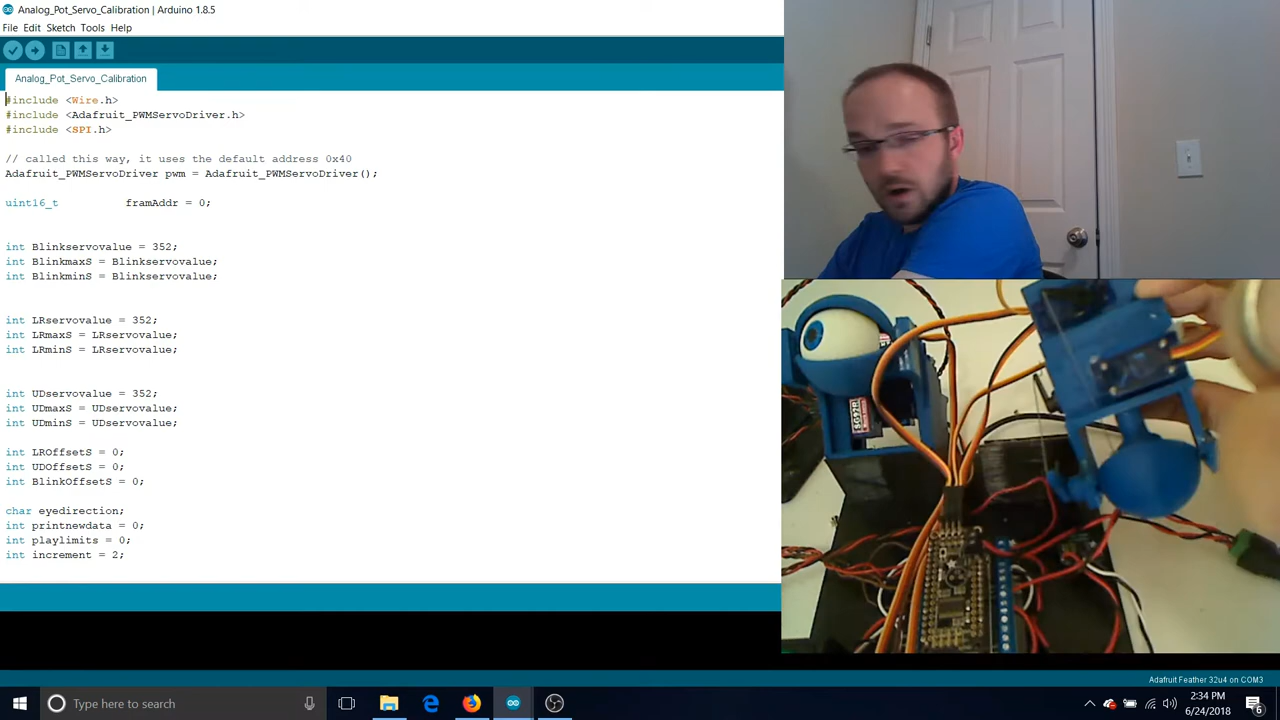 Analog_Pot_Servo_Calibration | Arduino 1.8.5
File Edit Sketch Tools Help
Analog_Pot_Servo_Calibration
#include <Wire.h>
#include <Adafruit_PWMServoDriver.h>
#include <SPI.h>
// called this way, it uses the default address 0x40
Adafruit_PWMServoDriver pwm = Adafruit_PWMServoDriver();
uint16_t framAddr = 0;
int Blinkservovalue = 352;
int BlinkmaxS = Blinkservovalue;
int BlinkminS = Blinkservovalue;
int LRservovalue = 352;
int LRmaxS = LRservovalue;
int LRminS = LRservovalue;
int UDservovalue = 352;
int UDmaxS = UDservovalue;
int UDminS = UDservovalue;
int LROffsetS = 0;
int UDOffsetS = 0;
int BlinkOffsetS = 0;
char eyedirection;
int printnewdata = 0;
int playlimits = 0;
int increment = 2;
SG92R
Adafruit Feather 32u4 on COM3
Type here to search
2:34 PM
6/24/2018
6